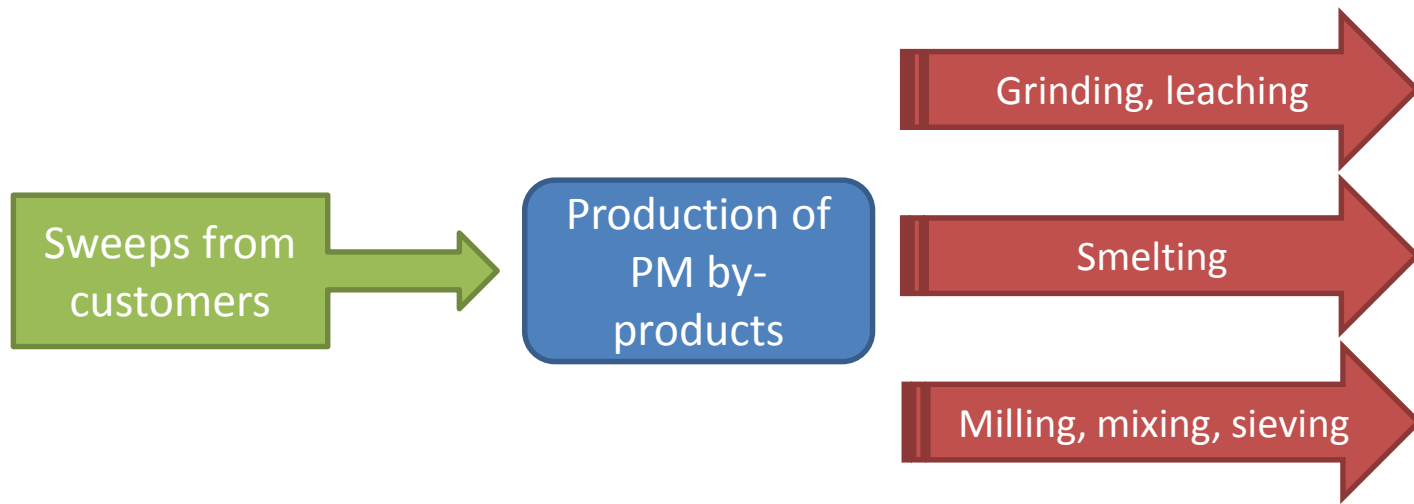 Grinding, leaching
Sweeps from
customers
Production of
PM by-
products
Smelting
Milling, mixing, sieving